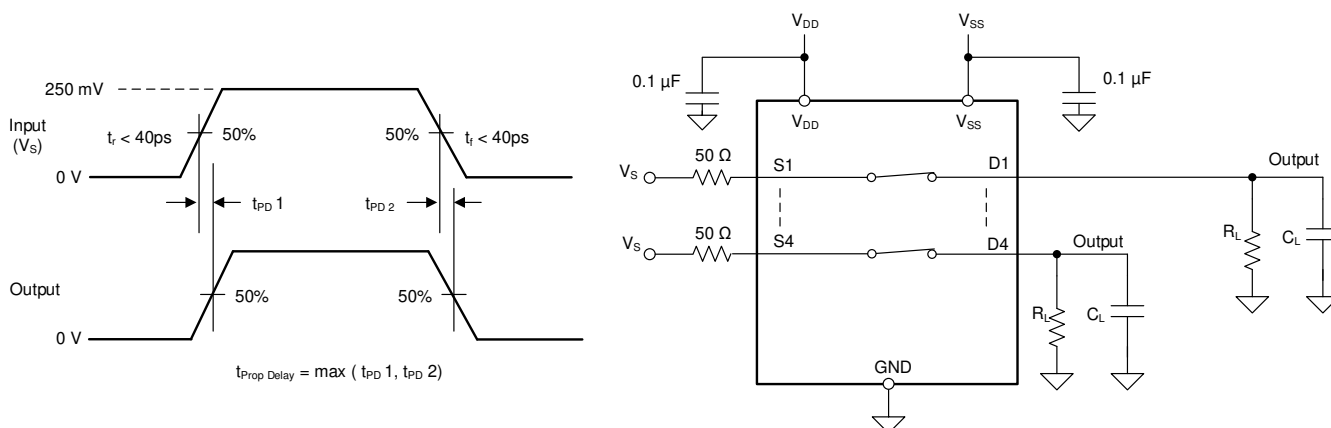 250 mV
Input
(VS)
tr < 40ps
50%
50%
tf < 40ps
0 V
tPD 1
tPD 2
Output
50%
50%
0 V
tProp Delay = max ( tPD 1, tPD 2)
VDD
VSS
0.1 µF
0.1 µF
VDD
VSS
50 Ω
VS
S1
D1
Output
50 Ω
VS
S4
D4
Output
RL
CL
RL
CL
GND